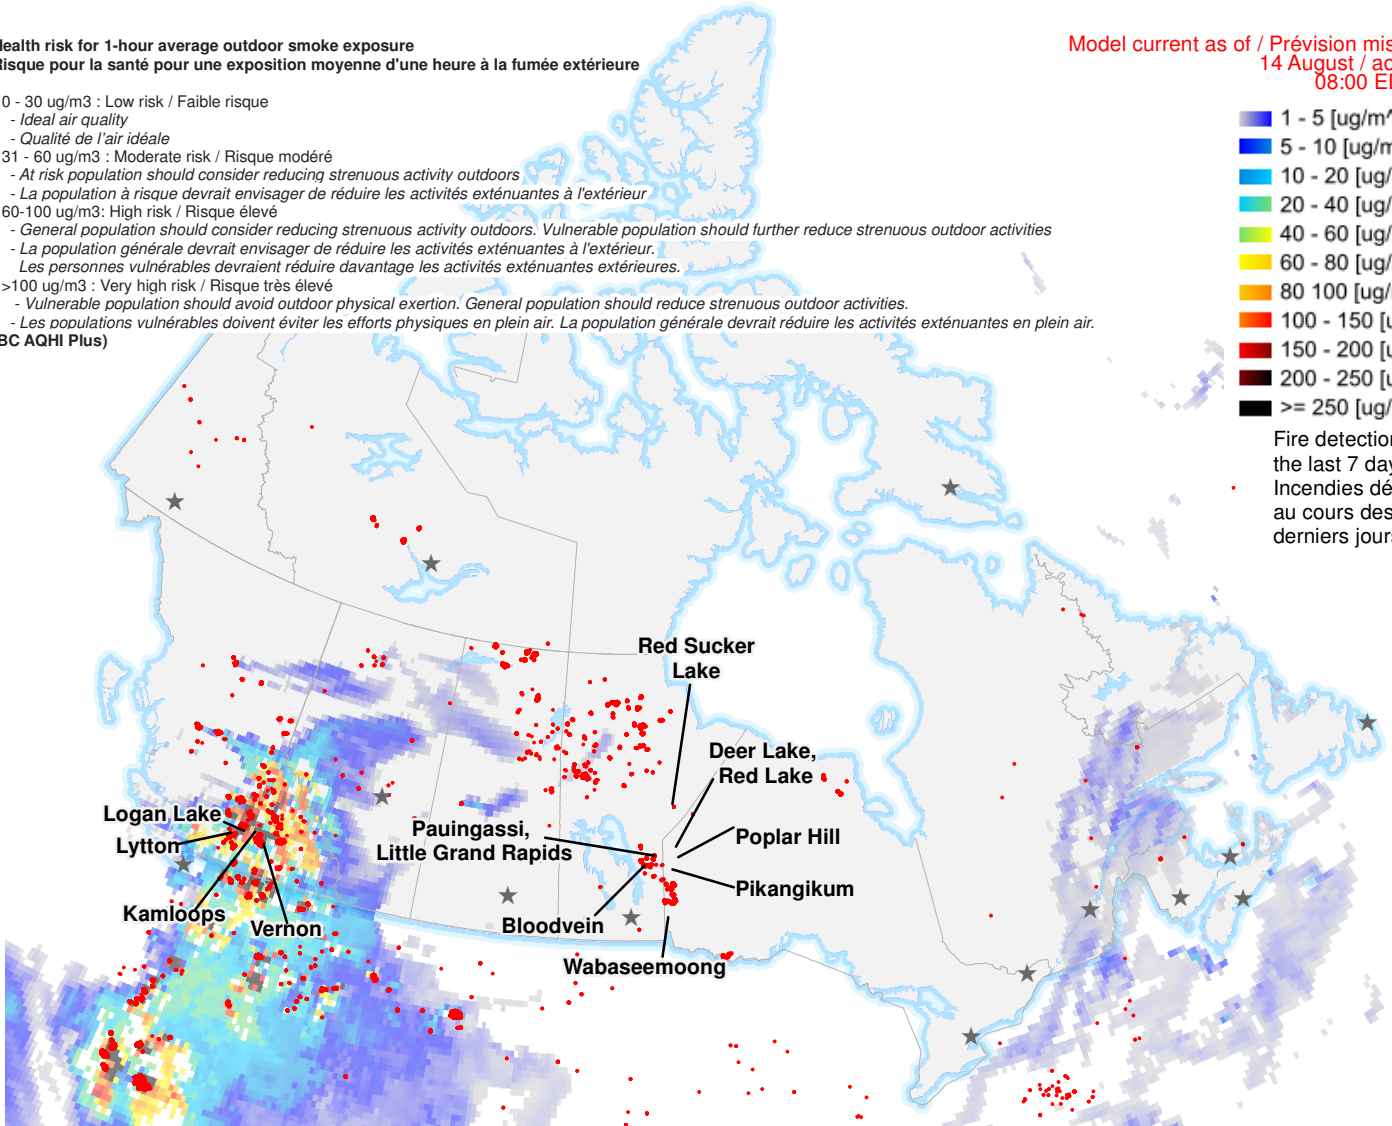 ealth risk for 1-hour average outdoor smoke exposure
Risque pour la santé pour une exposition moyenne d'une heure à la fumée extérieure
0 - 30 ug/m3 : Low risk / Faible risque
- Ideal air quality
- Qualité de l'air idéale
31 - 60 ug/m3 : Moderate risk / Risque modéré
- At risk population should consider reducing strenuous activity outdoors
- La population à risque devrait envisager de réduire les activités exténuantes à l'extérieur
60-100 ug/m3: High risk / Risque élevé
- General population should consider reducing strenuous activity outdoors. Vulnerable population should further reduce strenuous outdoor activities
- La population générale devrait envisager de réduire les activités exténuantes à l'extérieur.
Les personnes vulnérables devraient réduire davantage les activités exténuantes extérieures.
>100 ug/m3 : Very high risk / Risque très élevé
- Vulnerable population should avoid outdoor physical exertion. General population should reduce strenuous outdoor activities.
- Les populations vulnérables doivent éviter les efforts physiques en plein air. La population générale devrait réduire les activités exténuantes en plein air.
BC AQHI Plus)
Model current as of / Prévision mis
14 August / ao
08:00 E
1 - 5 [ug/m^
5 - 10 [ug/m
10 - 20 [ug/
20 - 40 [ug/
40 - 60 [ug/
60 - 80 [ug/
80 100 [ug/
100 - 150 [u
150 - 200 [u
200 - 250 [u
>= 250 [ug/
Fire detection
the last 7 day
Incendies dé
au cours des
derniers jours
Red Sucker
Lake
Deer Lake,
Red Lake
Logan Lake
Lytton
Pauingassi,
Little Grand Rapids
Poplar Hill
Pikangikum
Kamloops
Vernon
Bloodvein
Wabaseemoong